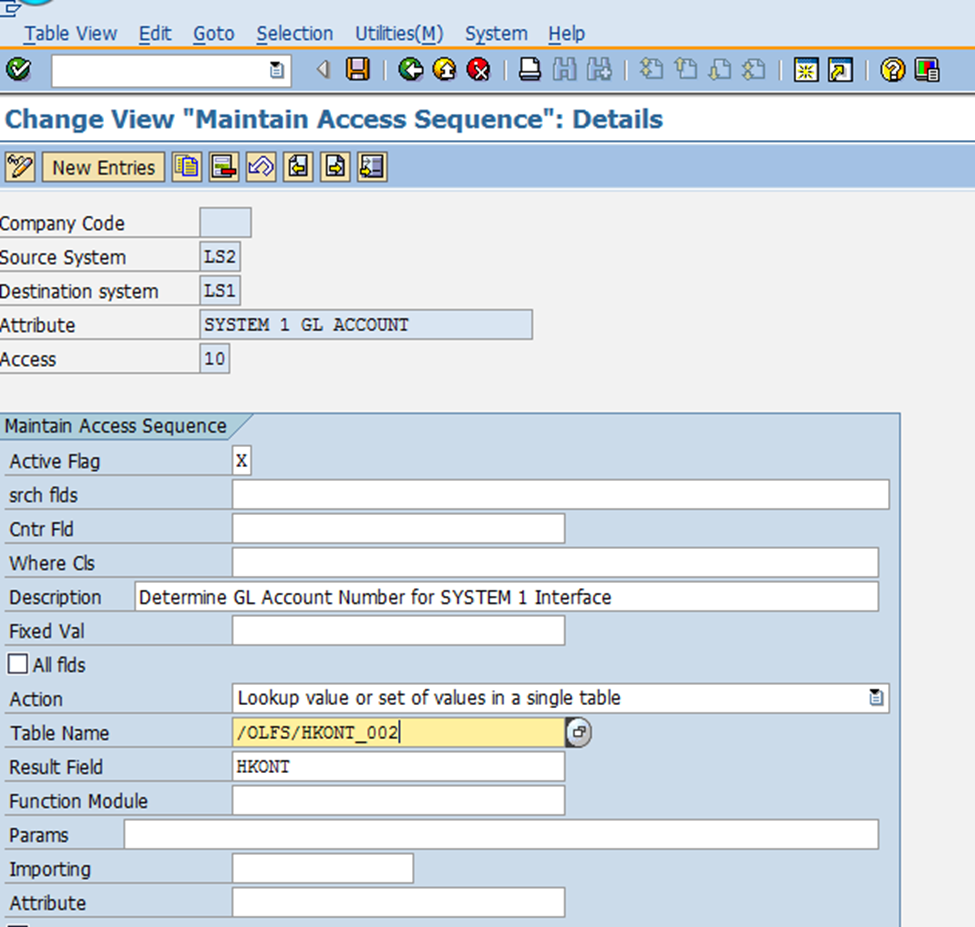 Table View Edit Goto Selection Utilities(M) System Help
Change View "Maintain Access Sequence": Details
New Entries
Company Code
Source System LS2
Destination system LS1
Attribute SYSTEM 1 GL ACCOUNT
Access 10
Maintain Access Sequence
Active Flag X
srch flds
Cntr Fld
Where Cls
Description Determine GL Account Number for SYSTEM 1 Interface
Fixed Val
All flds
Action Lookup value or set of values in a single table
Table Name /OLFS/HKONT_002
Result Field HKONT
Function Module
Params
Importing
Attribute